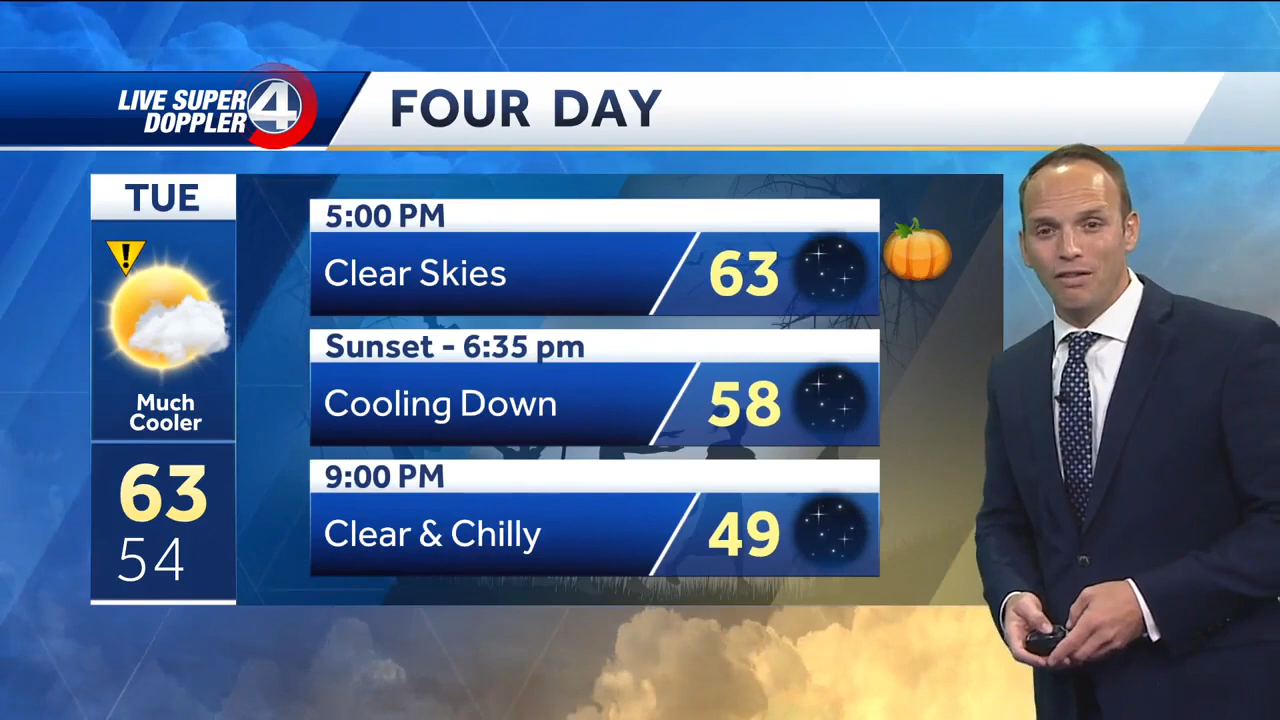 LIVE SUPER
DOPPLER 4
FOUR DAY
TUE
!
Much
Cooler
63
54
5:00 PM
Clear Skies 63
Sunset - 6:35 pm
Cooling Down 58
9:00 PM
Clear & Chilly 49